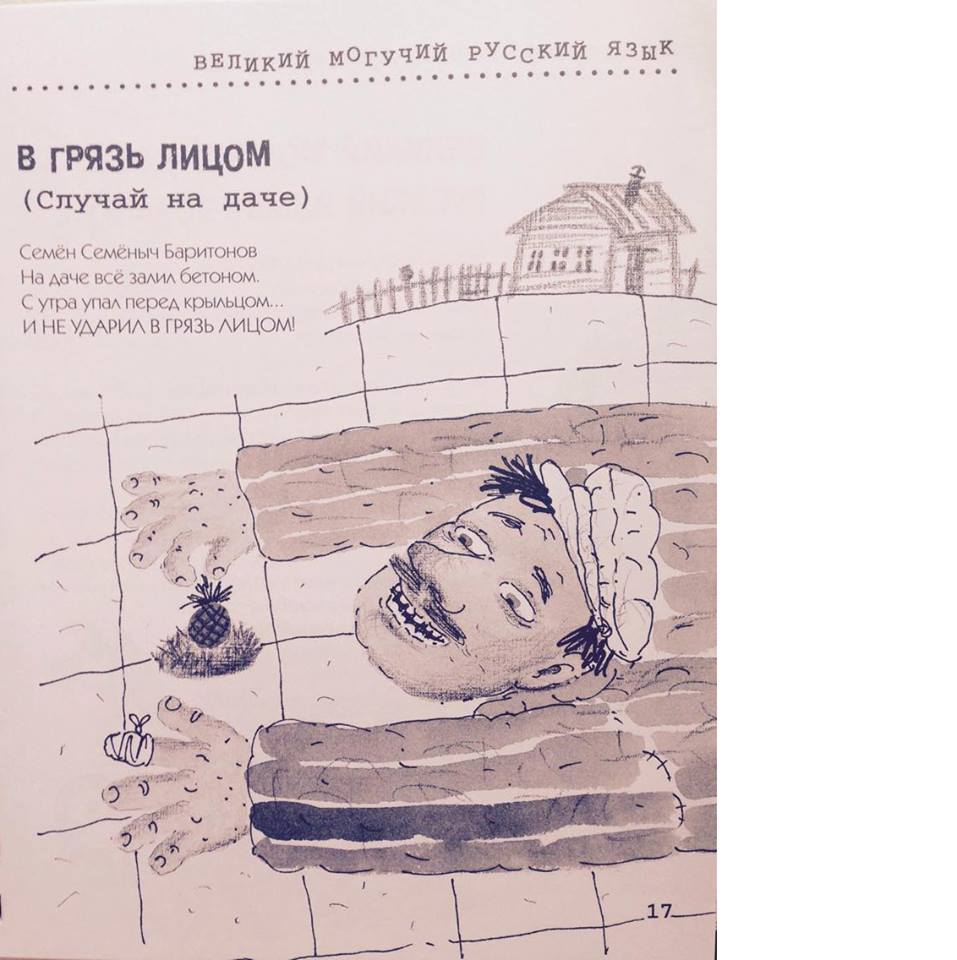 ВЕЛИКИЙ МОГУЧИЙ РУССКИЙ ЯЗЫК
В ГРЯЗЬ ЛИЦОМ
(Случай на даче)
Семён Семёныч Баритонов
На даче всё залил бетоном.
С утра упал перед крыльцом...
И НЕ УДАРИЛ В ГРЯЗЬ ЛИЦОМ!
17